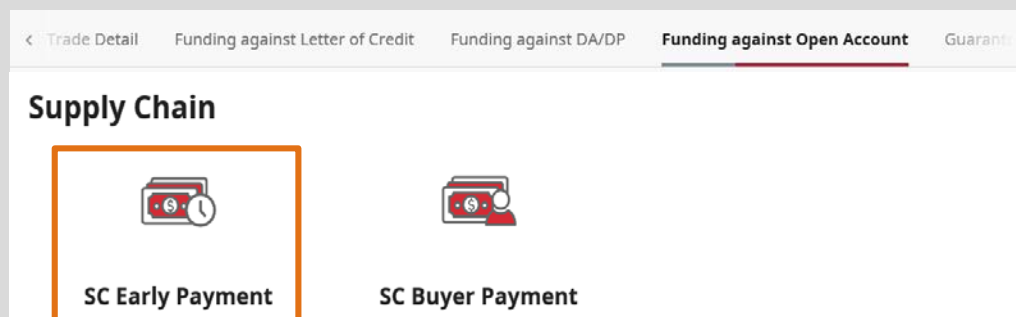 Trade Detail Funding against Letter of Credit Funding against DA/DP Funding against Open Account Guarant
Supply Chain
$ $
SC Early Payment SC Buyer Payment